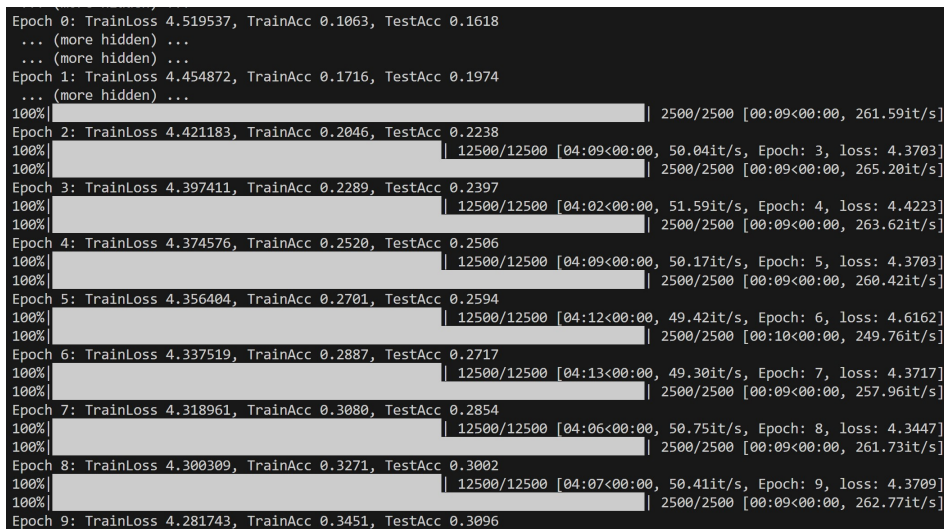 Epoch 0: TrainLoss 4.519537, TrainAcc 0.1063, TestAcc 0.1618
... (more hidden) ...
... (more hidden) ...
Epoch 1: TrainLoss 4.454872, TrainAcc 0.1716, TestAcc 0.1974
... (more hidden) ...
100%| | 2500/2500 [00:09<00:00, 261.59it/s]
Epoch 2: TrainLoss 4.421183, TrainAcc 0.2046, TestAcc 0.2238
100%| | 12500/12500 [04:09<00:00, 50.04it/s, Epoch: 3, loss: 4.3703]
100%| | 2500/2500 [00:09<00:00, 265.20it/s]
Epoch 3: TrainLoss 4.397411, TrainAcc 0.2289, TestAcc 0.2397
100%| | 12500/12500 [04:02<00:00, 51.59it/s, Epoch: 4, loss: 4.4223]
100%| | 2500/2500 [00:09<00:00, 263.62it/s]
Epoch 4: TrainLoss 4.374576, TrainAcc 0.2520, TestAcc 0.2506
100%| | 12500/12500 [04:09<00:00, 50.17it/s, Epoch: 5, loss: 4.3703]
100%| | 2500/2500 [00:09<00:00, 260.42it/s]
Epoch 5: TrainLoss 4.356404, TrainAcc 0.2701, TestAcc 0.2594
100%| | 12500/12500 [04:12<00:00, 49.42it/s, Epoch: 6, loss: 4.6162]
100%| | 2500/2500 [00:10<00:00, 249.76it/s]
Epoch 6: TrainLoss 4.337519, TrainAcc 0.2887, TestAcc 0.2717
100%| | 12500/12500 [04:13<00:00, 49.30it/s, Epoch: 7, loss: 4.3717]
100%| | 2500/2500 [00:09<00:00, 257.96it/s]
Epoch 7: TrainLoss 4.318961, TrainAcc 0.3080, TestAcc 0.2854
100%| | 12500/12500 [04:06<00:00, 50.75it/s, Epoch: 8, loss: 4.3447]
100%| | 2500/2500 [00:09<00:00, 261.73it/s]
Epoch 8: TrainLoss 4.300309, TrainAcc 0.3271, TestAcc 0.3002
100%| | 12500/12500 [04:07<00:00, 50.41it/s, Epoch: 9, loss: 4.3709]
100%| | 2500/2500 [00:09<00:00, 262.77it/s]
Epoch 9: TrainLoss 4.281743, TrainAcc 0.3451, TestAcc 0.3096